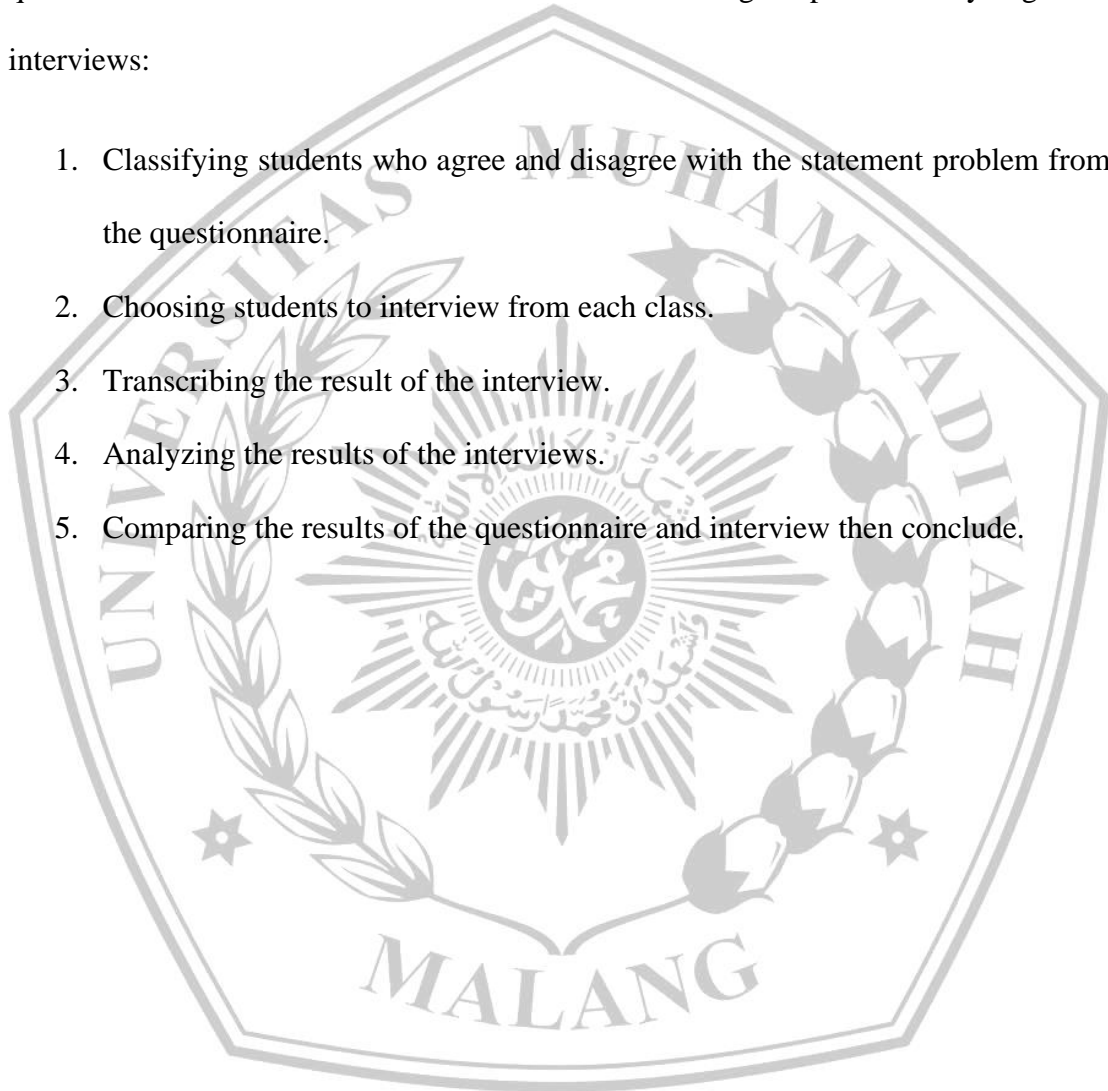 interviews:
1. Classifying students who agree and disagree with the statement problem from
the questionnaire.
2. Choosing students to interview from each class.
3. Transcribing the result of the interview.
4. Analyzing the results of the interviews.
5. Comparing the results of the questionnaire and interview then conclude.
UNIVERSITAS MUHAMMADIYAH
MALANG